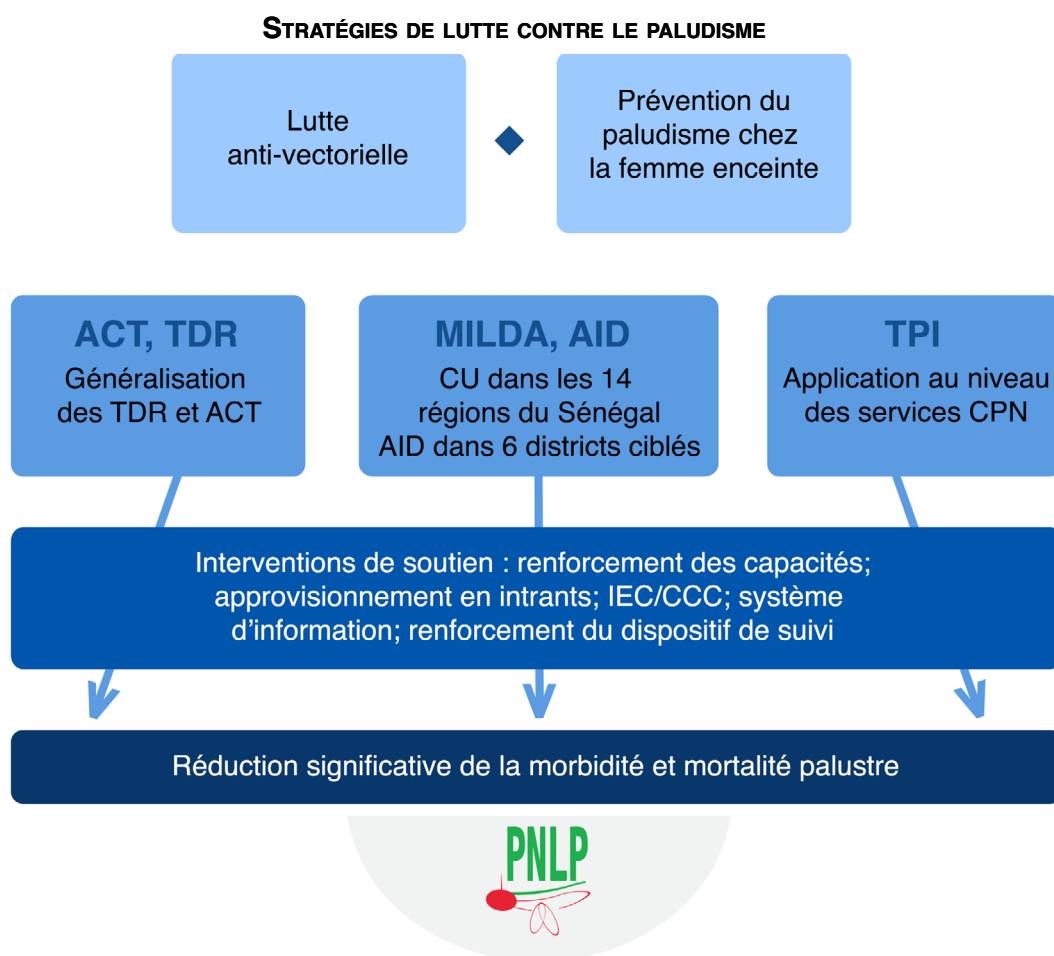 Stratégies de lutte contre le paludisme
Lutte
anti-vectorielle
Prévention du
paludisme chez
la femme enceinte
ACT, TDR
Généralisation
des TDR et ACT
MILDA, AID
CU dans les 14
régions du Sénégal
AID dans 6 districts ciblés
TPI
Application au niveau
des services CPN
Interventions de soutien : renforcement des capacités;
approvisionnement en intrants; IEC/CCC; système
d’information; renforcement du dispositif de suivi
Réduction significative de la morbidité et mortalité palustre
PNLP